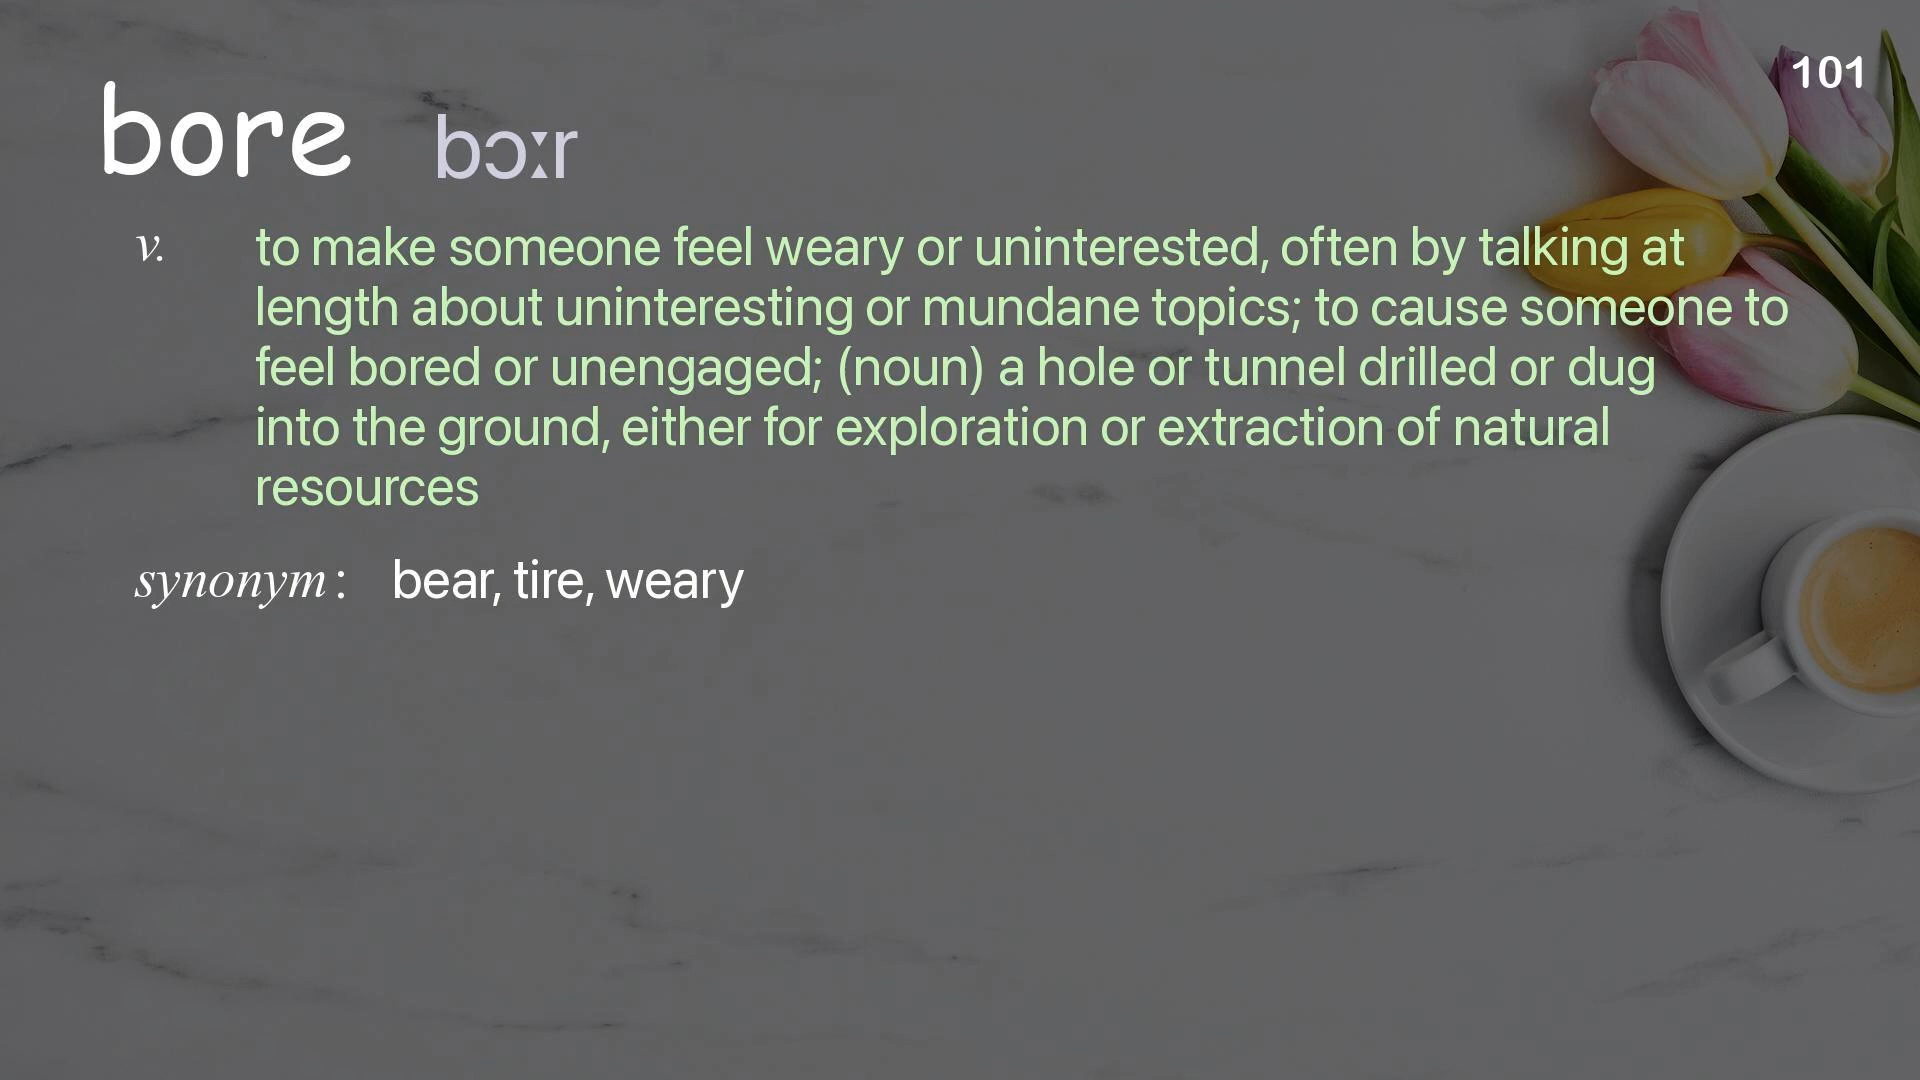 101
bore bɔːr
v. to make someone feel weary or uninterested, often by talking at
length about uninteresting or mundane topics; to cause someone to
feel bored or unengaged; (noun) a hole or tunnel drilled or dug
into the ground, either for exploration or extraction of natural
resources
synonym: bear, tire, weary